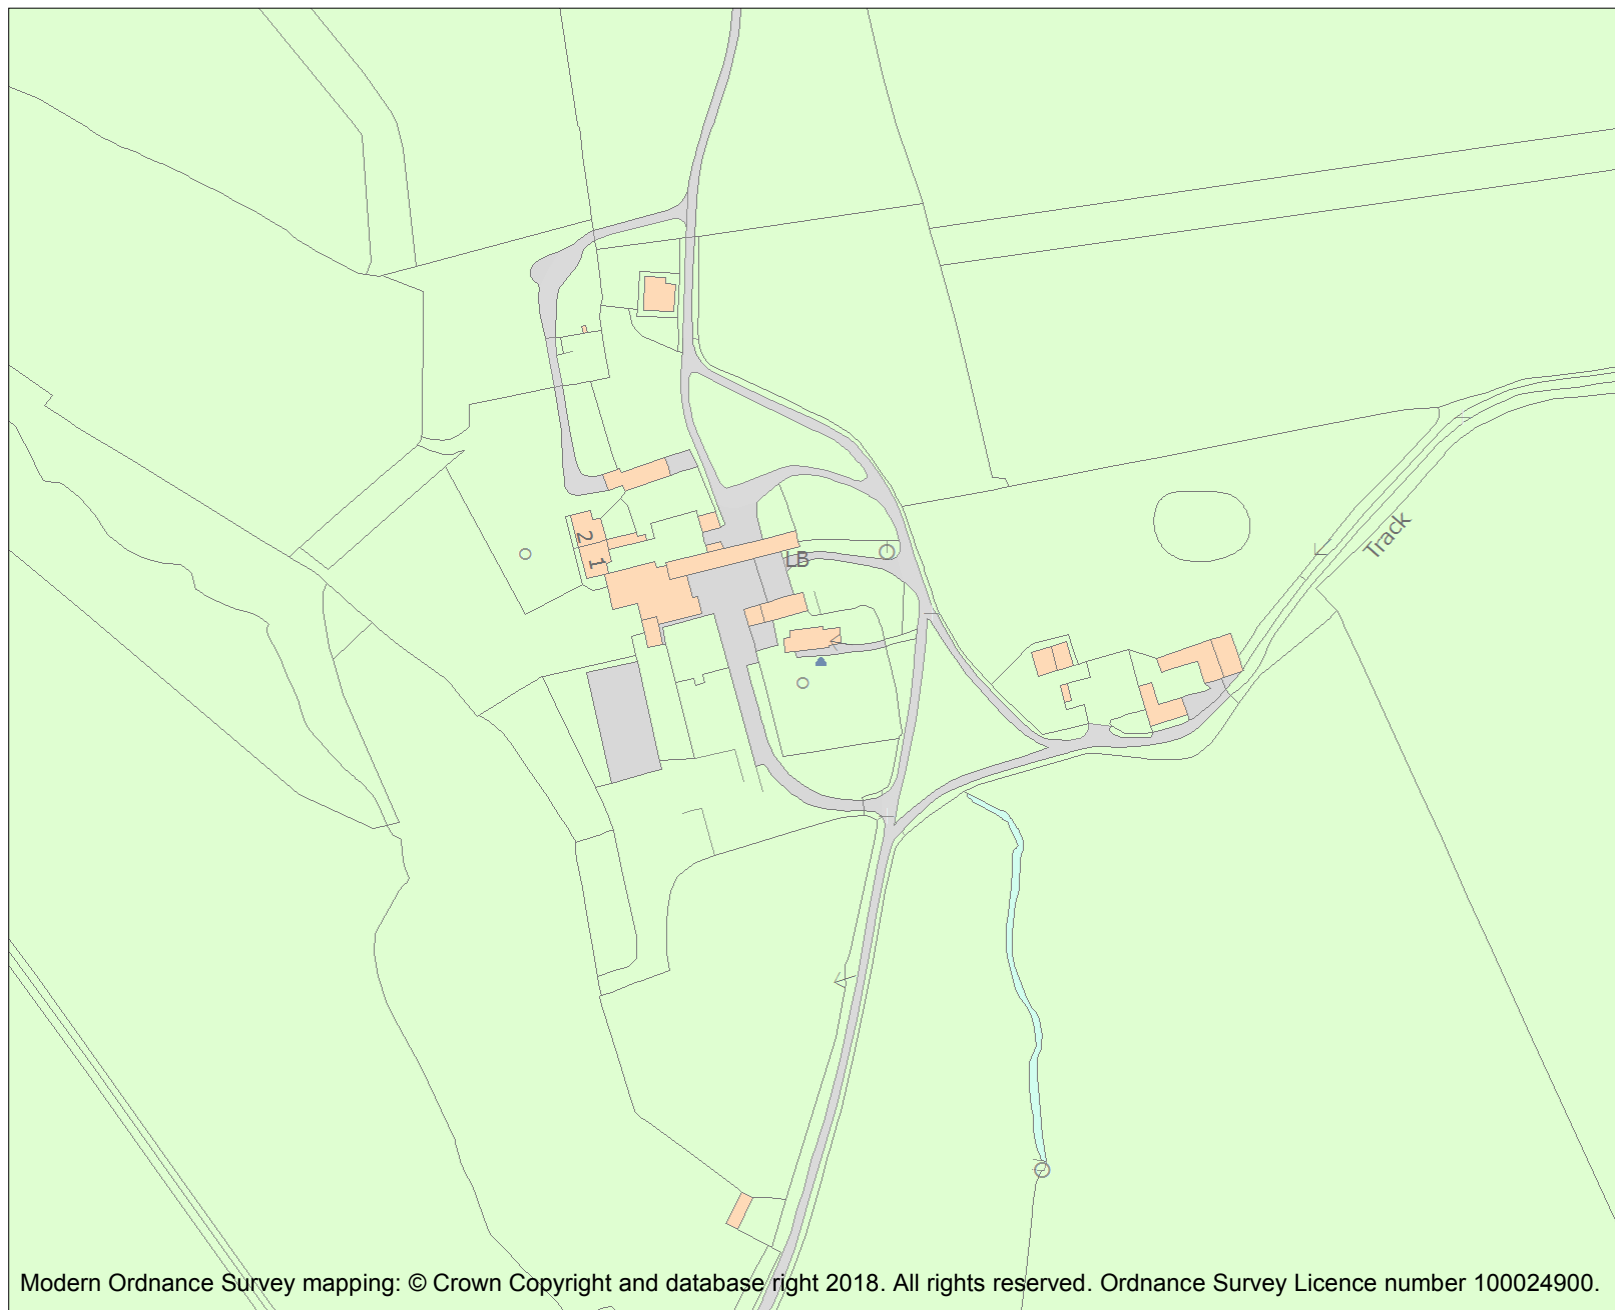 Track
2
1
LB
Modern Ordnance Survey mapping: © Crown Copyright and database right 2018. All rights reserved. Ordnance Survey Licence number 100024900.